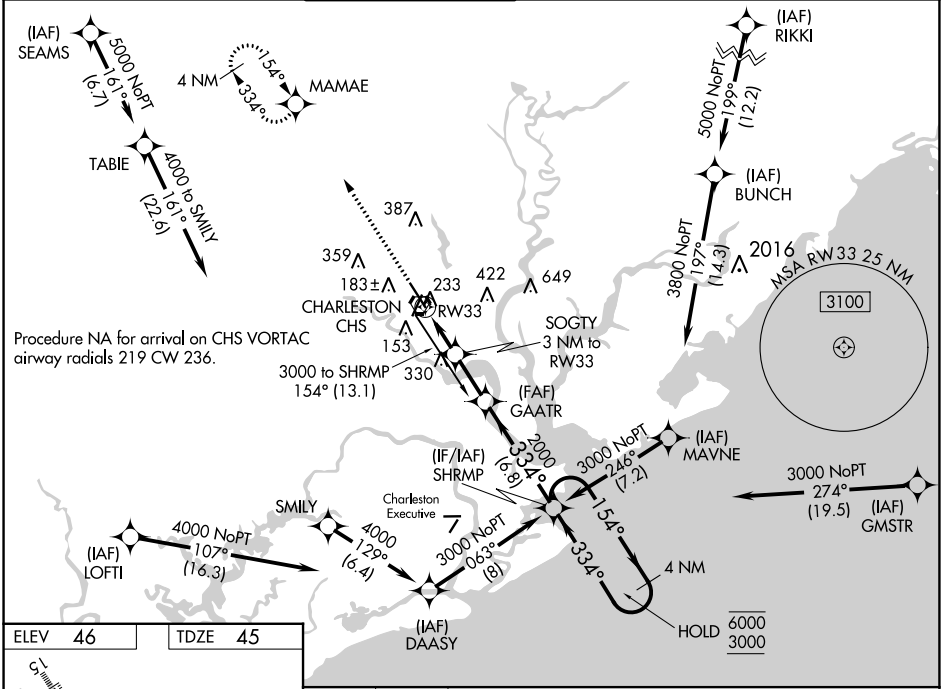 (IAF)
SEAMS
5000 NoPT
161°
(6.7)
TABIE
4000 to SMILY
161°
(22.6)
4 NM
154°
334°
MAMAE
(IAF)
RIKKI
5000 NoPT
199°
(12.2)
(IAF)
BUNCH
3800 NoPT
197°
(14.3)
2016
MSA RW33 25 NM
3100
387
359
183±
233
422
649
CHARLESTON
CHS
RW33
153
330
SOGTY
3 NM to
RW33
Procedure NA for arrival on CHS VORTAC
airway radials 219 CW 236.
3000 to SHRMP
154° (13.1)
(FAF)
GAATR
2000
334°
(6.8)
(IF/IAF)
SHRMP
3000 NoPT
246°
(7.2)
(IAF)
MAVNE
3000 NoPT
274°
(19.5)
(IAF)
GMSTR
SMILY
Charleston
Executive
4000 NoPT
107°
(16.3)
(IAF)
LOFTI
4000
129°
(6.4)
3000 NoPT
063°
(8)
(IAF)
DAASY
154°
334°
4 NM
HOLD
6000
3000
ELEV 46
TDZE 45
15